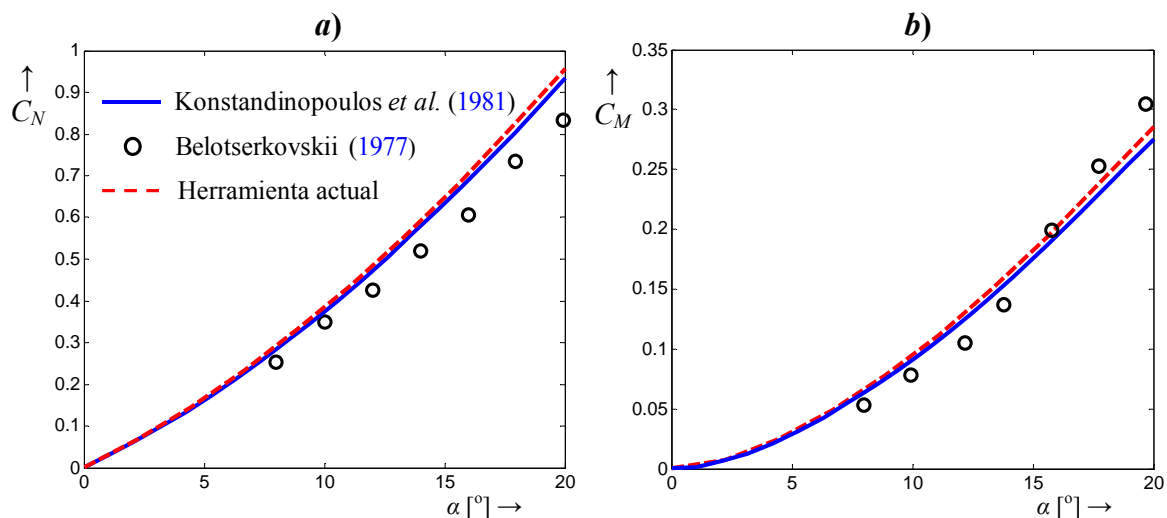 a)
1
0.9
0.8
0.7
0.6
0.5
0.4
0.3
0.2
0.1
0
↑
C_N
Konstandinopoulos et al. (1981)
Belotserkovskii (1977)
Herramienta actual
0 5 10 15 20
α [°] →
b)
0.35
0.3
0.25
0.2
0.15
0.1
0.05
0
↑
C_M
0 5 10 15 20
α [°] →